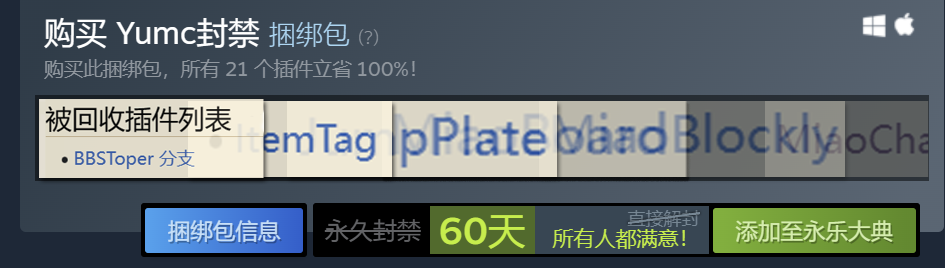 购买 Yumc封禁 捆绑包 (?)
购买此捆绑包，所有 21 个插件立省 100%！
被回收插件列表
• BBSToper 分支
emTag
pPlate
oard
Blockly
MiaoCha
捆绑包信息
永久封禁
60天
直接解封
所有人都满意！
添加至永乐大典